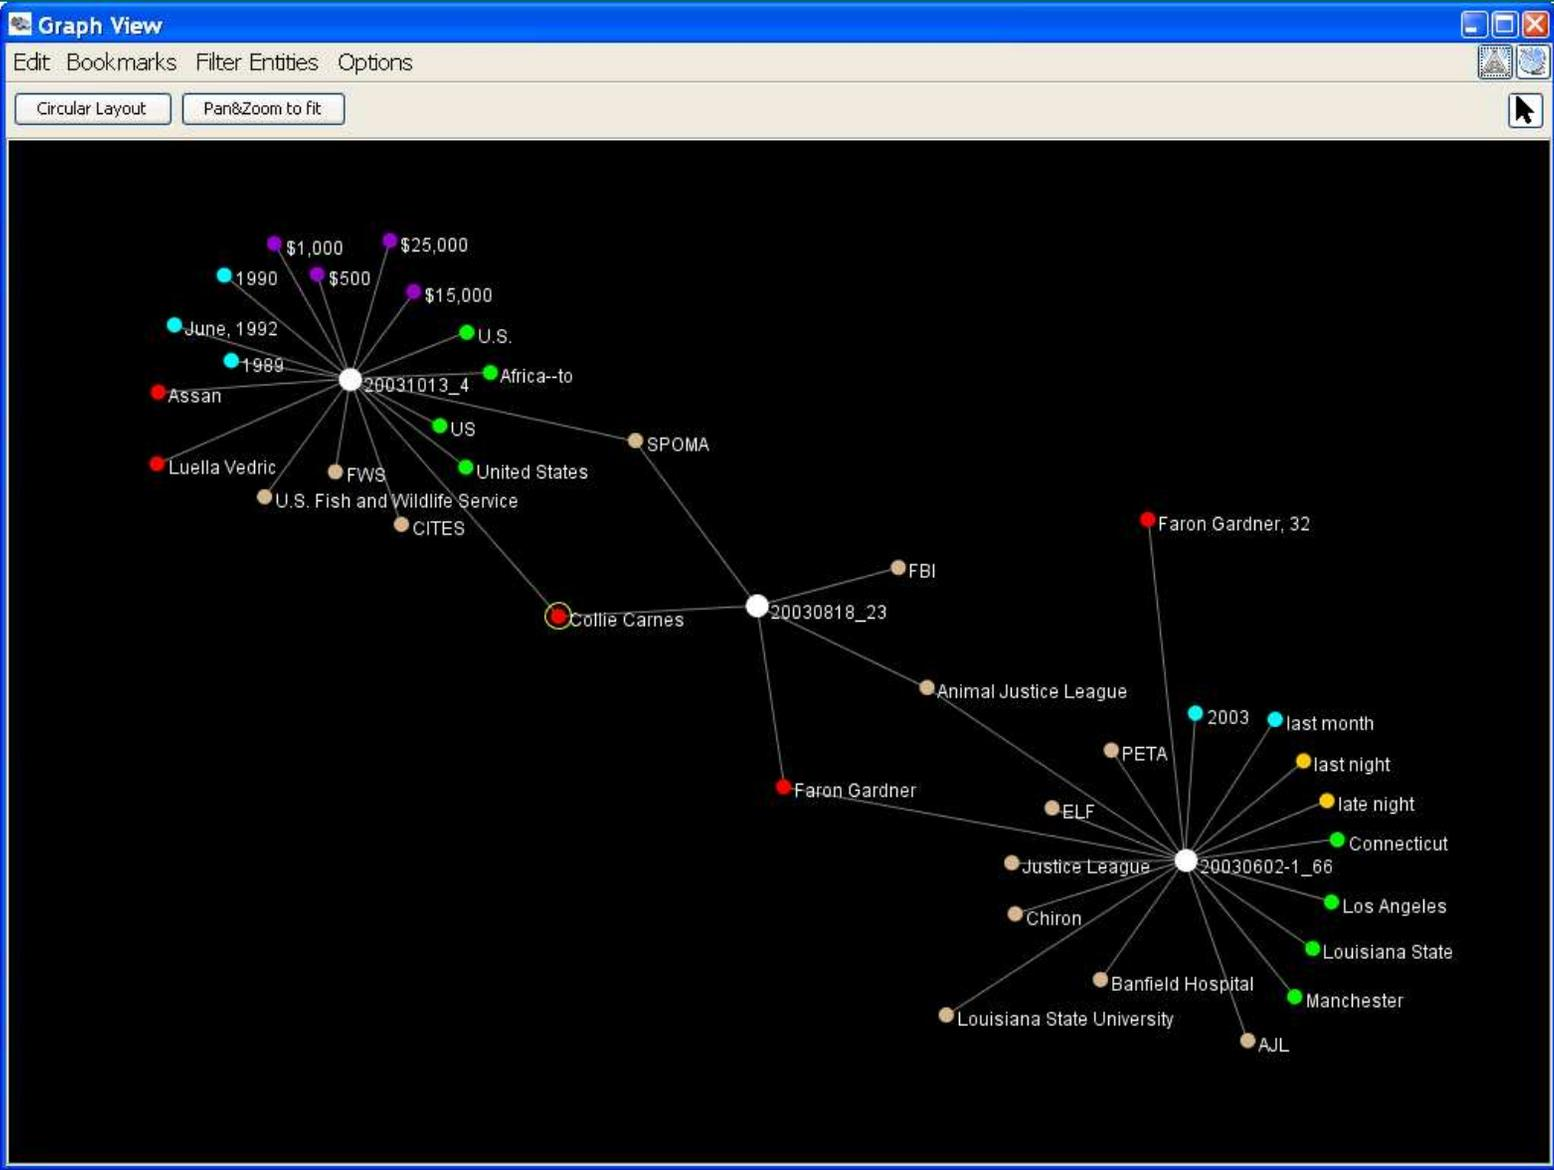 Graph View
Edit Bookmarks Filter Entities Options
Circular Layout Pan&Zoom to fit
$1,000
$25,000
1990
$500
$15,000
June, 1992
U.S.
1989
Africa--to
20031013_4
Assan
US
SPOMA
Luella Vedric
FWS
United States
U.S. Fish and Wildlife Service
CITES
Faron Gardner, 32
FBI
20030818_23
Collie Carnes
Animal Justice League
2003
last month
PETA
last night
Faron Gardner
late night
ELF
Connecticut
Justice League
20030602-1_66
Los Angeles
Chiron
Louisiana State
Banfield Hospital
Manchester
Louisiana State University
AJL